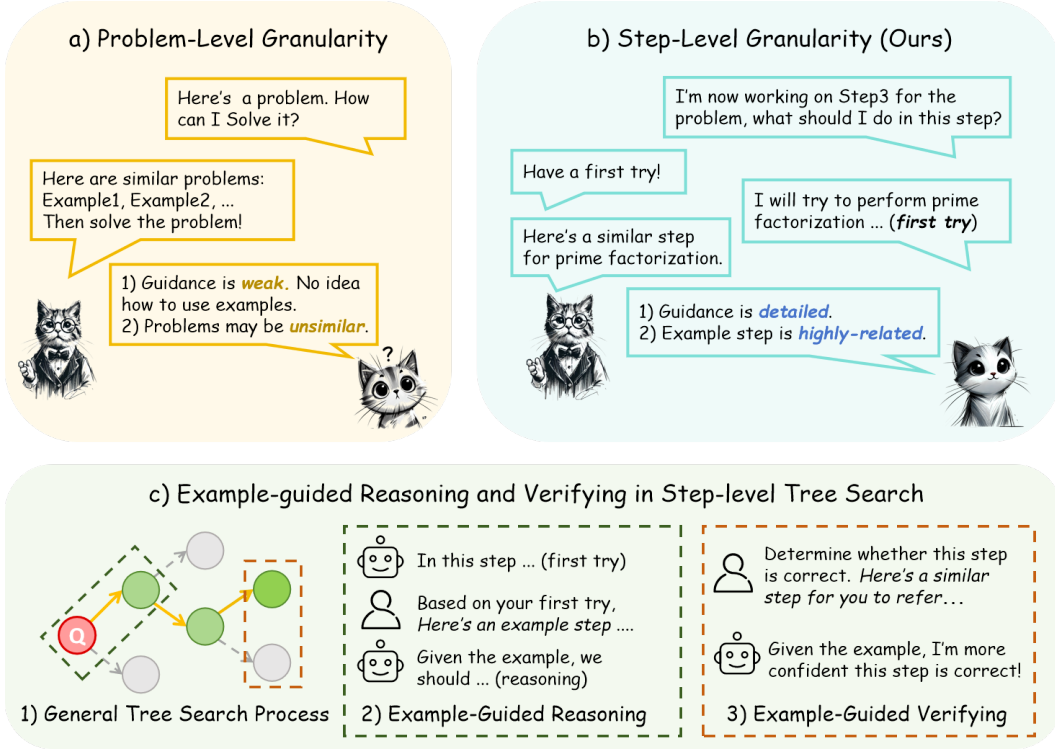 a) Problem-Level Granularity
Here's a problem. How
can I Solve it?
Here are similar problems:
Example1, Example2, ...
Then solve the problem!
1) Guidance is weak. No idea
how to use examples.
2) Problems may be unsimilar.
?
b) Step-Level Granularity (Ours)
I'm now working on Step3 for the
problem, what should I do in this step?
Have a first try!
I will try to perform prime
factorization ... (first try)
Here's a similar step
for prime factorization.
1) Guidance is detailed.
2) Example step is highly-related.
c) Example-guided Reasoning and Verifying in Step-level Tree Search
Q
1) General Tree Search Process
In this step ... (first try)
Based on your first try,
Here's an example step ....
Given the example, we
should ... (reasoning)
2) Example-Guided Reasoning
Determine whether this step
is correct. Here's a similar
step for you to refer...
Given the example, I'm more
confident this step is correct!
3) Example-Guided Verifying